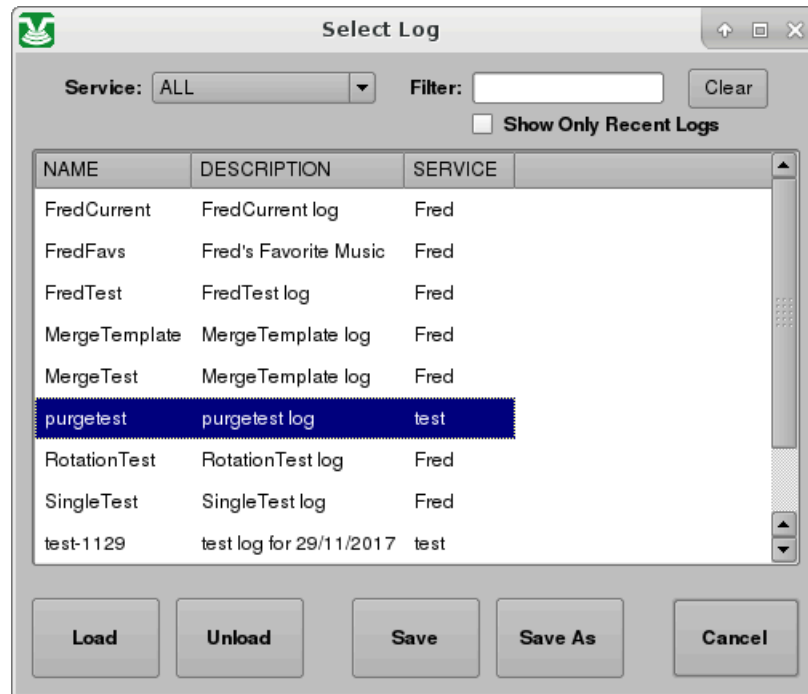 Select Log
Service: ALL Filter: Clear
Show Only Recent Logs
NAME DESCRIPTION SERVICE
FredCurrent FredCurrent log Fred
FredFavs Fred's Favorite Music Fred
FredTest FredTest log Fred
MergeTemplate MergeTemplate log Fred
MergeTest MergeTemplate log Fred
purgetest purgetest log test
RotationTest RotationTest log Fred
SingleTest SingleTest log Fred
test-1129 test log for 29/11/2017 test
Load Unload Save Save As Cancel